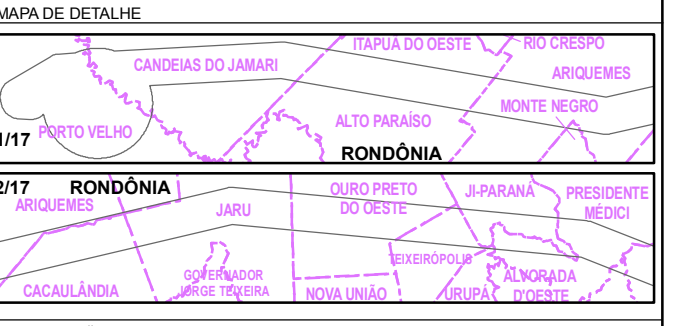 MAPA DE DETALHE
ITAPUÃ DO OESTE
RIO CRESPO
CANDEIAS DO JAMARI
ARIQUEMES
MONTE NEGRO
ALTO PARAÍSO
1/17
PORTO VELHO
RONDÔNIA
2/17
RONDÔNIA
ARIQUEMES
JARU
OURO PRETO
DO OESTE
JI-PARANÁ
PRESIDENTE
MÉDICI
TEIXEIRÓPOLIS
GOVERNADOR
JORGE TEIXEIRA
ALVORADA
D'OESTE
CACAULÂNDIA
NOVA UNIÃO
URUPÁ